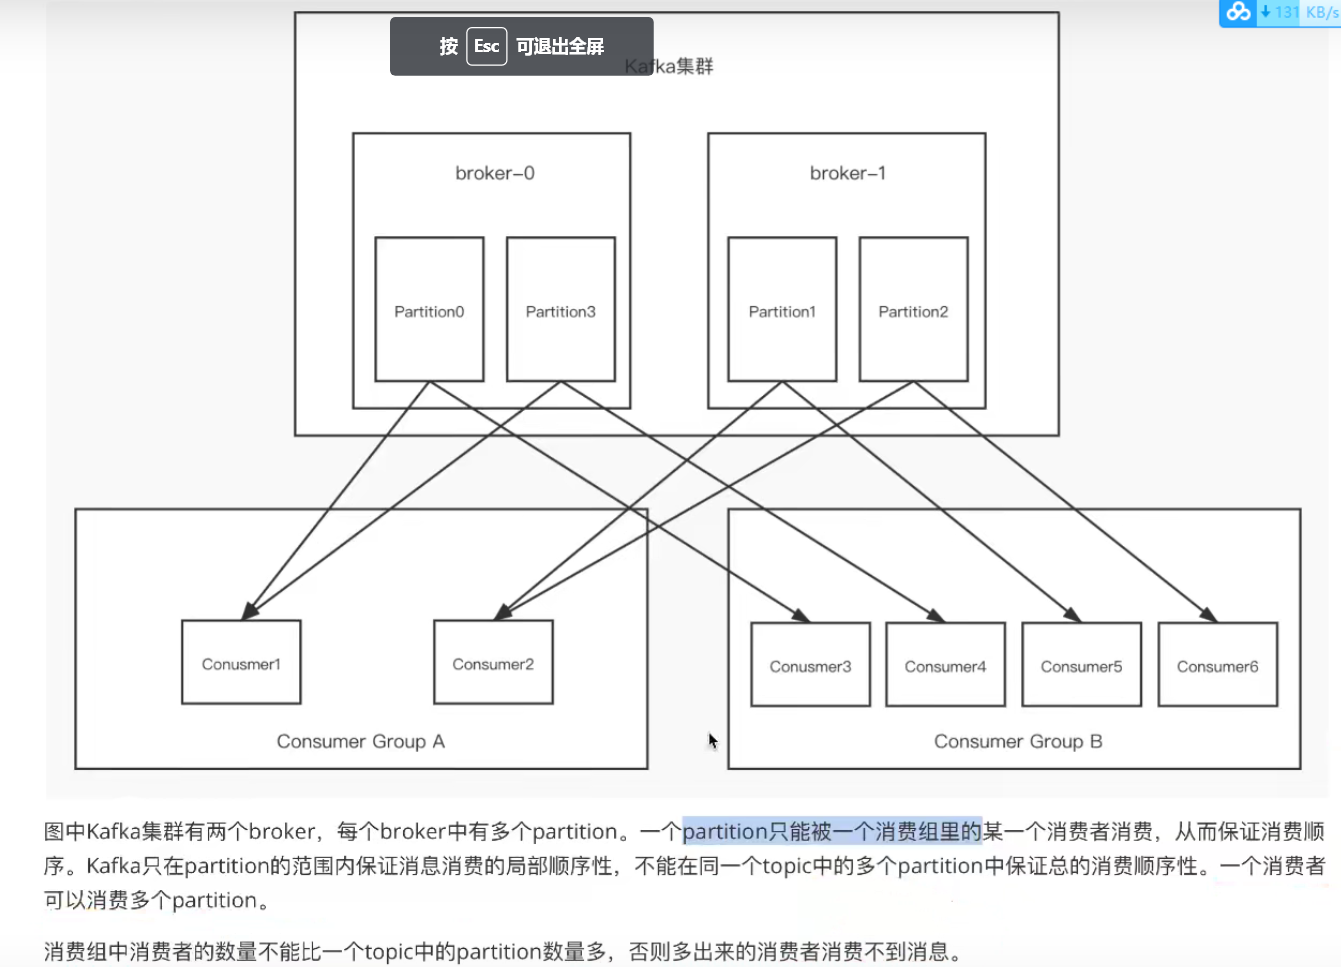 131 KB/s
按 Esc 可退出全屏
Kafka集群
broker-0
broker-1
Partition0
Partition3
Partition1
Partition2
Conusmer1
Consumer2
Conusmer3
Consumer4
Consumer5
Consumer6
Consumer Group A
Consumer Group B
图中Kafka集群有两个broker，每个broker中有多个partition。一个partition只能被一个消费组里的某一个消费者消费，从而保证消费顺
序。Kafka只在partition的范围内保证消息消费的局部顺序性，不能在同一个topic中的多个partition中保证总的消费顺序性。一个消费者
可以消费多个partition。
消费组中消费者的数量不能比一个topic中的partition数量多，否则多出来的消费者消费不到消息。